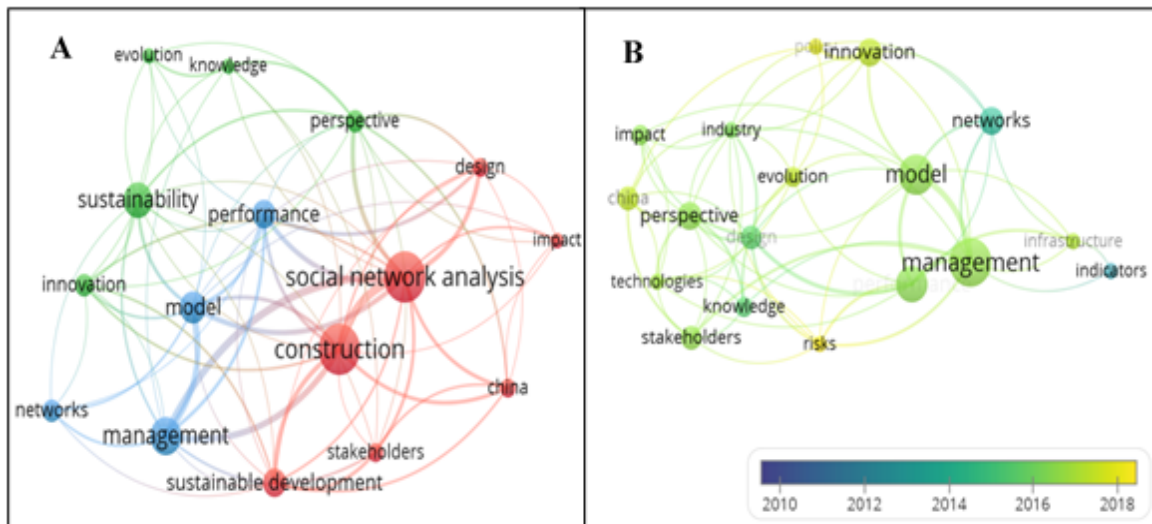 A
evolution
knowledge
perspective
design
sustainability
performance
impact
social network analysis
innovation
model
construction
china
networks
management
stakeholders
sustainable development
B
innovation
networks
impact
industry
model
evolution
china
perspective
design
infrastructure
management
indicators
technologies
knowledge
stakeholders
risks
2010 2012 2014 2016 2018